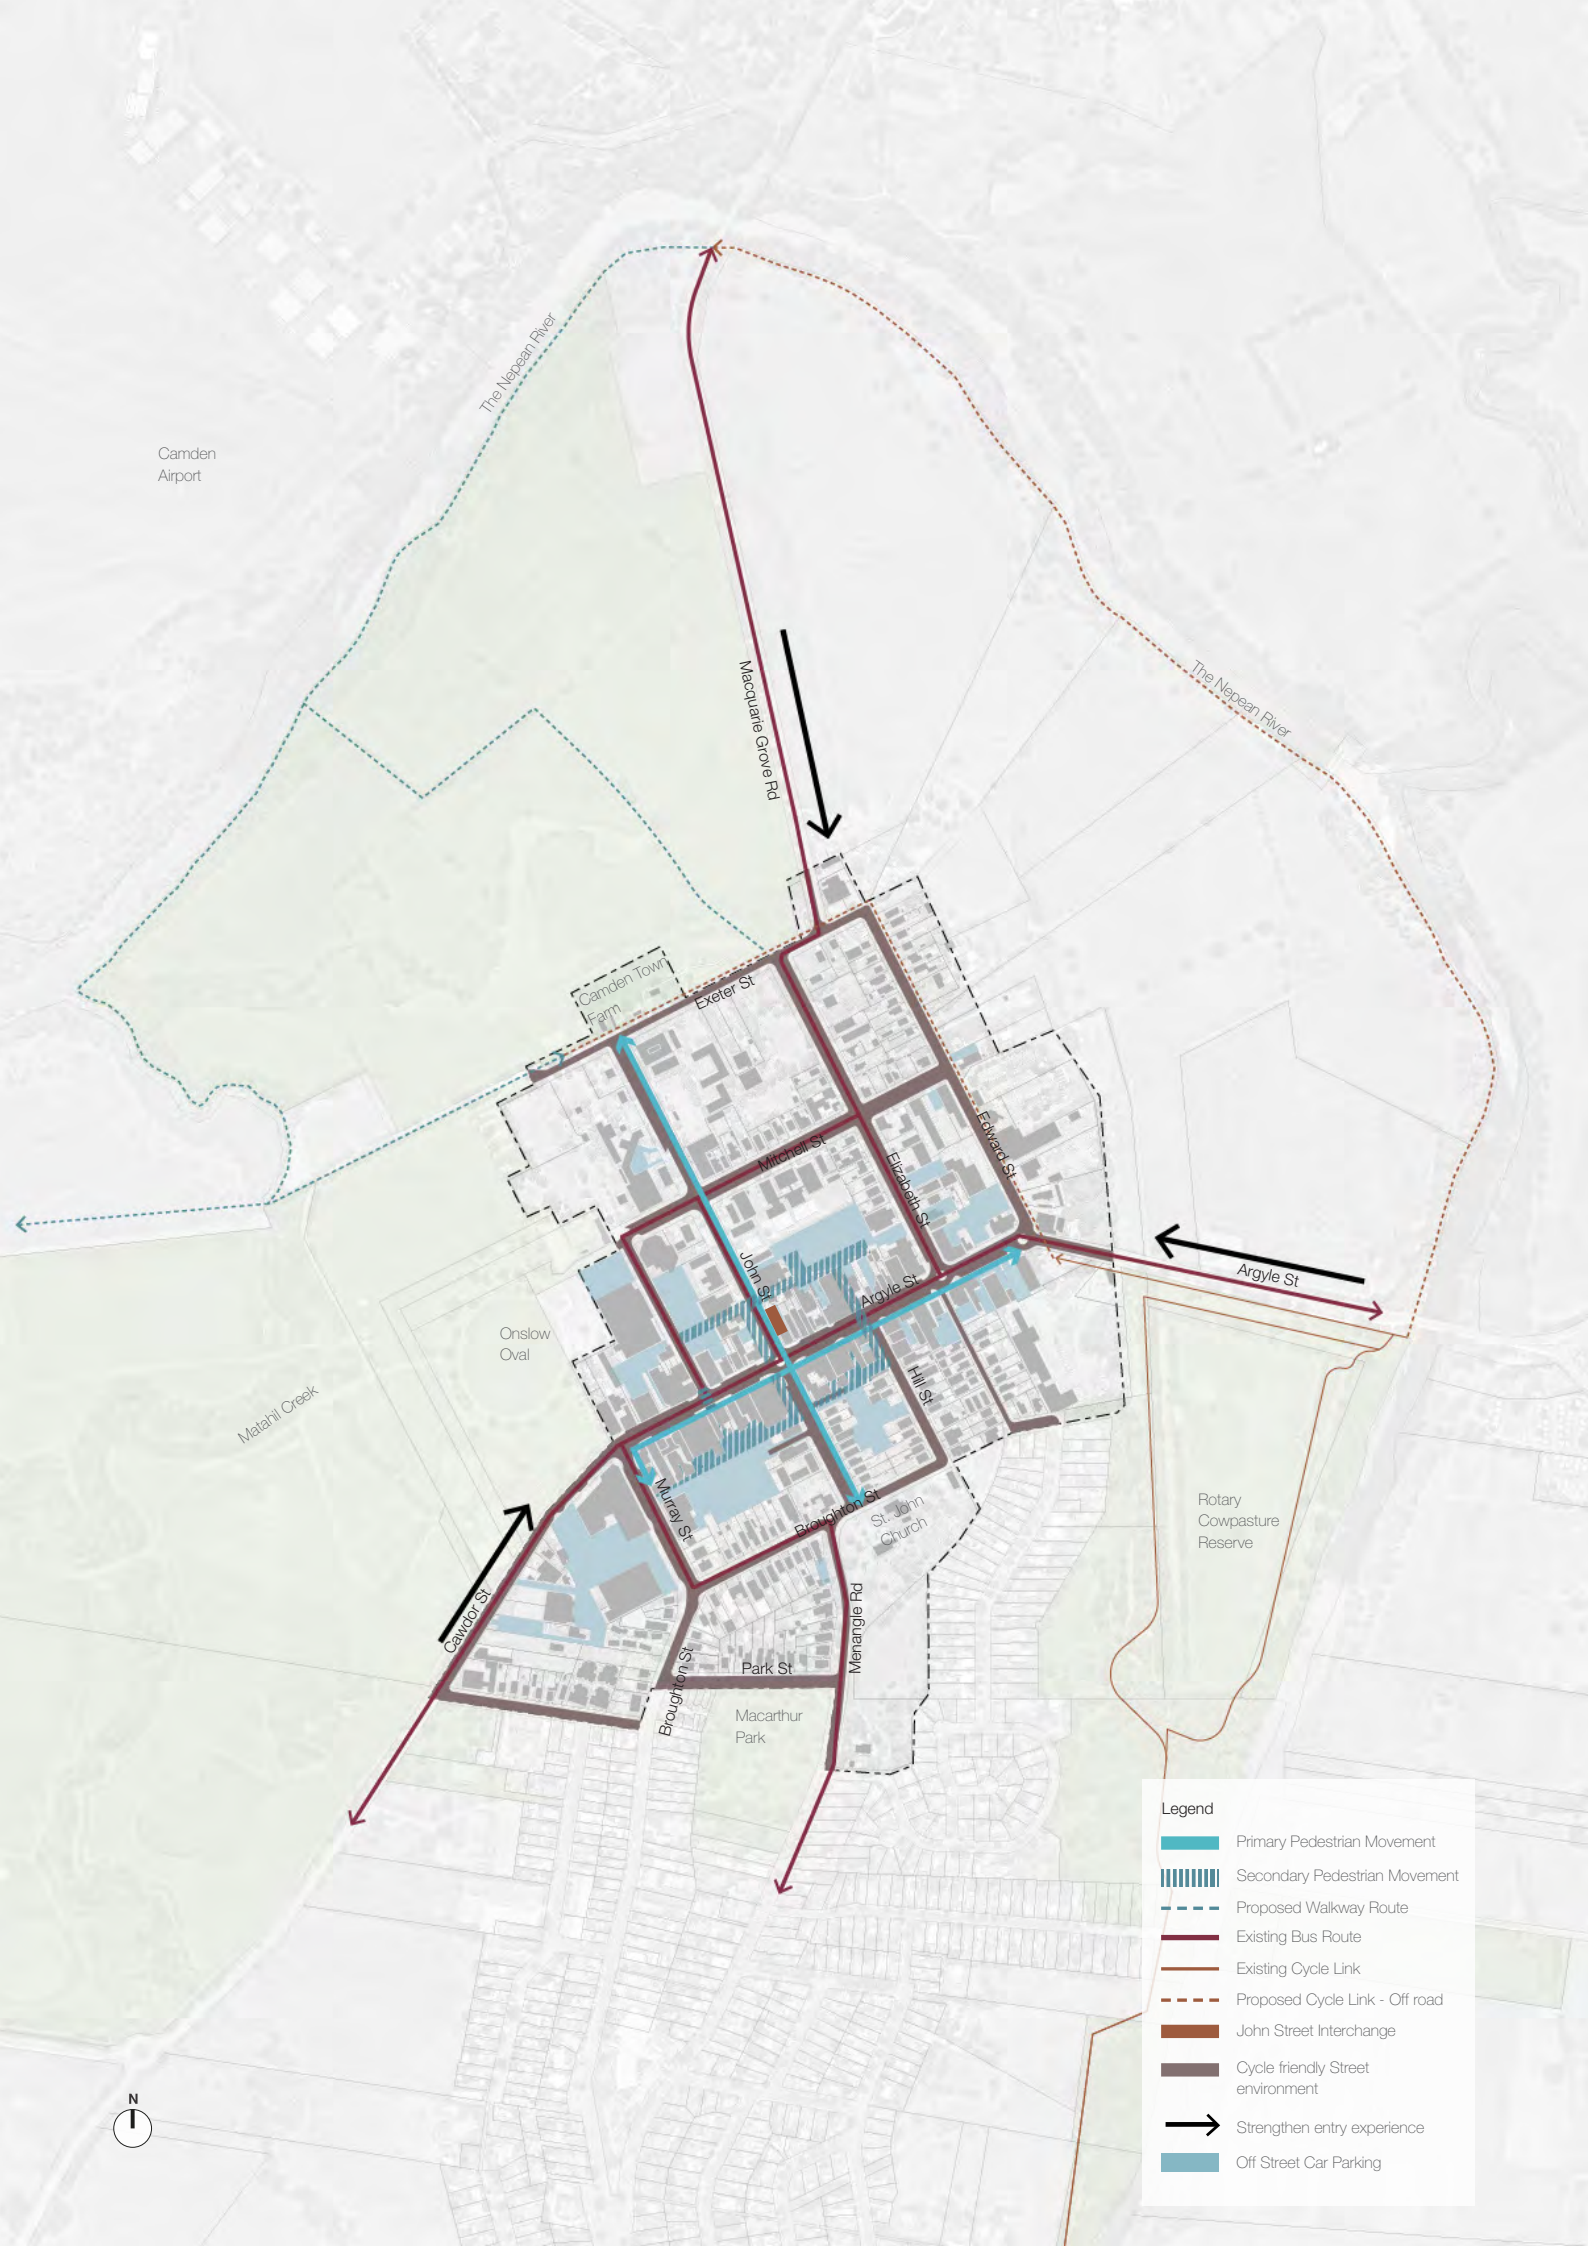 The Nepean River
Camden
Airport
Macquarie Grove Rd
The Nepean River
Camden Town
Farm
Exeter St
Mitchell St
Edward St
Elizabeth St
John St
Argyle St
Argyle St
Onslow
Oval
Matahil Creek
Hill St
Murray St
Broughton St
St. John
Church
Rotary
Cowpasture
Reserve
Cawdor St
Menangle Rd
Broughton St
Park St
Macarthur
Park
Legend
Primary Pedestrian Movement
Secondary Pedestrian Movement
Proposed Walkway Route
Existing Bus Route
Existing Cycle Link
Proposed Cycle Link - Off road
John Street Interchange
Cycle friendly Street
environment
Strengthen entry experience
Off Street Car Parking
N